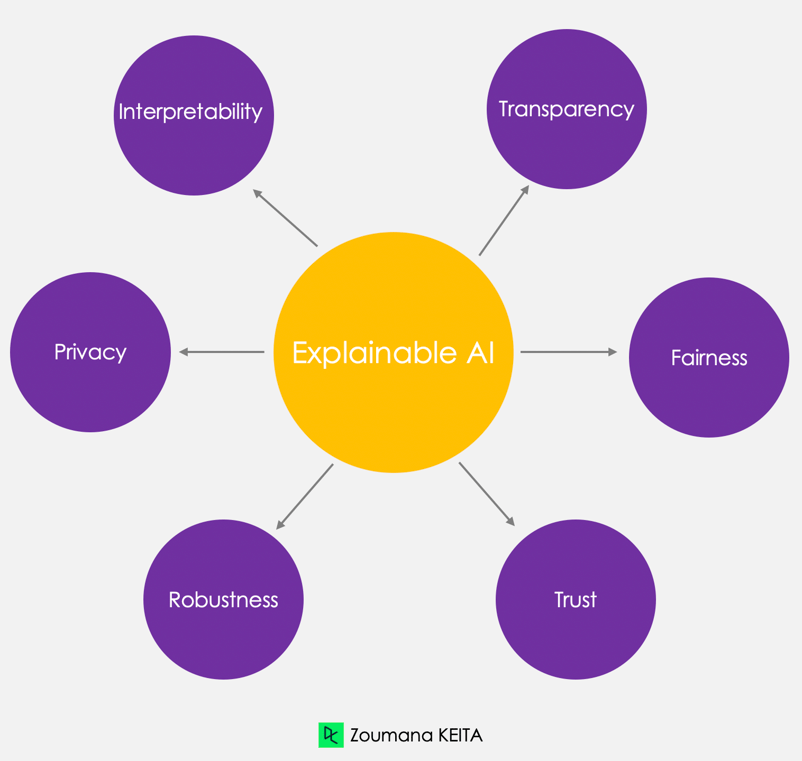 Interpretability
Transparency
Privacy
Explainable AI
Fairness
Robustness
Trust
Zoumana KEITA